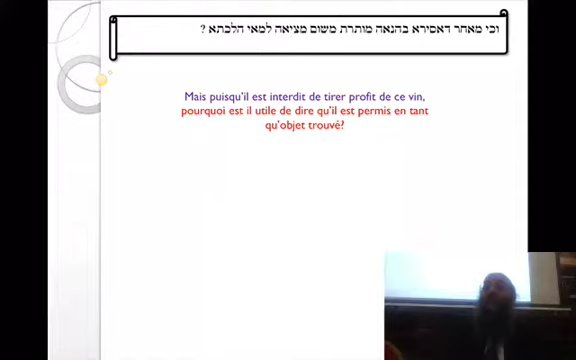 וכי מאחר דאסירא בהנאה מותרת משום מציאה למאי הלכתא ?
Mais puisqu'il est interdit de tirer profit de ce vin,
pourquoi est il utile de dire qu'il est permis en tant
qu'objet trouvé?